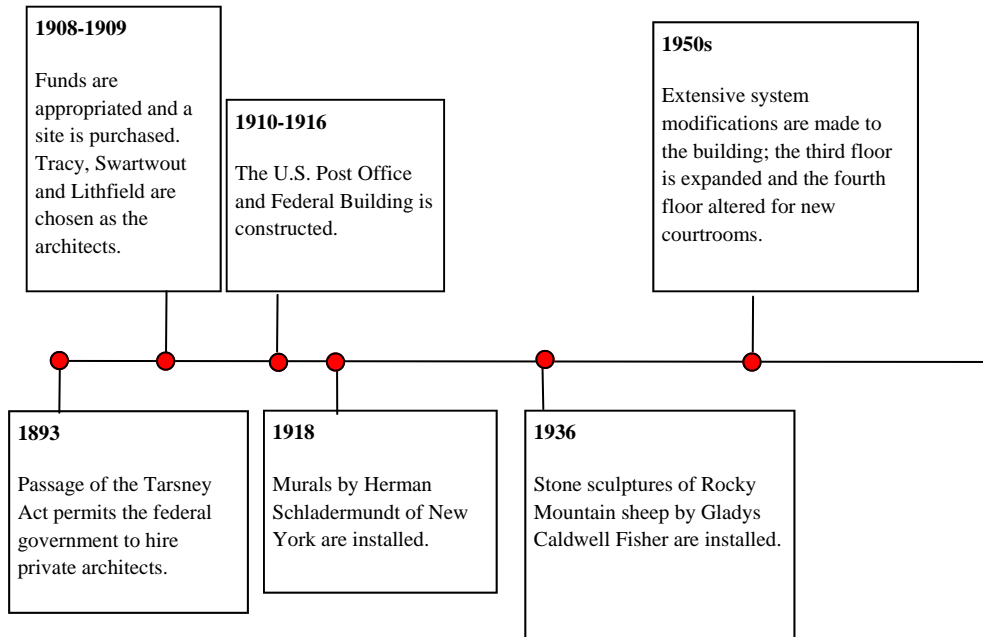 1908-1909
Funds are
appropriated and a
site is purchased.
Tracy, Swartwout
and Lithfield are
chosen as the
architects.
1910-1916
The U.S. Post Office
and Federal Building is
constructed.
1950s
Extensive system
modifications are made to
the building; the third floor
is expanded and the fourth
floor altered for new
courtrooms.
1893
Passage of the Tarsney
Act permits the federal
government to hire
private architects.
1918
Murals by Herman
Schladermundt of New
York are installed.
1936
Stone sculptures of Rocky
Mountain sheep by Gladys
Caldwell Fisher are installed.